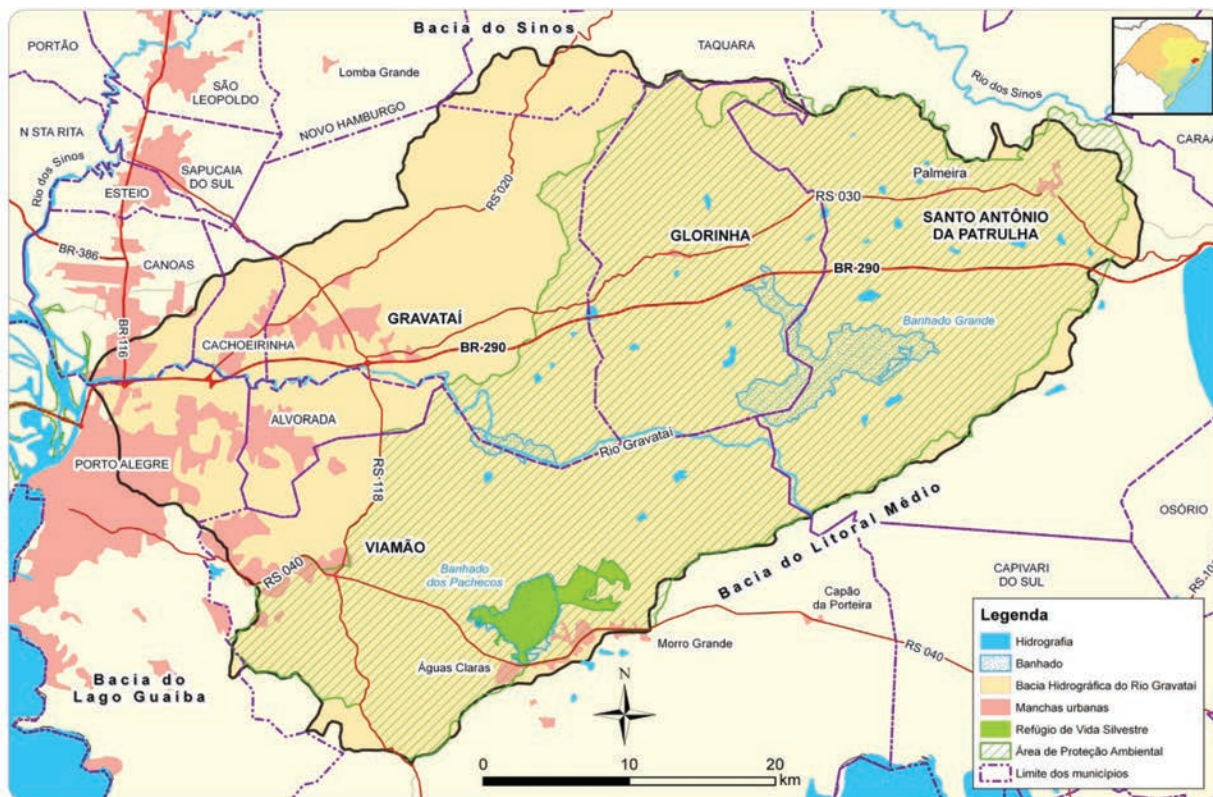 Bacia do Sinos
TAQUARA
PORTÃO
Lomba Grande
SÃO
LEOPOLDO
Rio dos Sinos
NOVO HAMBURGO
N STA RITA
CARAÁ
Rio dos Sinos
SAPUCAIA
DO SUL
ESTEIO
RS 020
Palmeira
RS 030
SANTO ANTÔNIO
DA PATRULHA
GLORINHA
BR-386
CANOAS
BR-290
BR-116
GRAVATAÍ
Banhado Grande
CACHOEIRINHA
BR-290
ALVORADA
Rio Gravataí
PORTO ALEGRE
RS-118
OSÓRIO
VIAMÃO
Bacia do Litoral Médio
Banhado
dos Pachecos
RS 040
CAPIVARI
DO SUL
RS-10
Capão
da Porteira
Morro Grande
RS 040
Águas Claras
Bacia do
Lago Guaíba
N
0 10 20
km
Legenda
Hidrografia
Banhado
Bacia Hidrográfica do Rio Gravataí
Manchas urbanas
Refúgio de Vida Silvestre
Área de Proteção Ambiental
Limite dos municípios